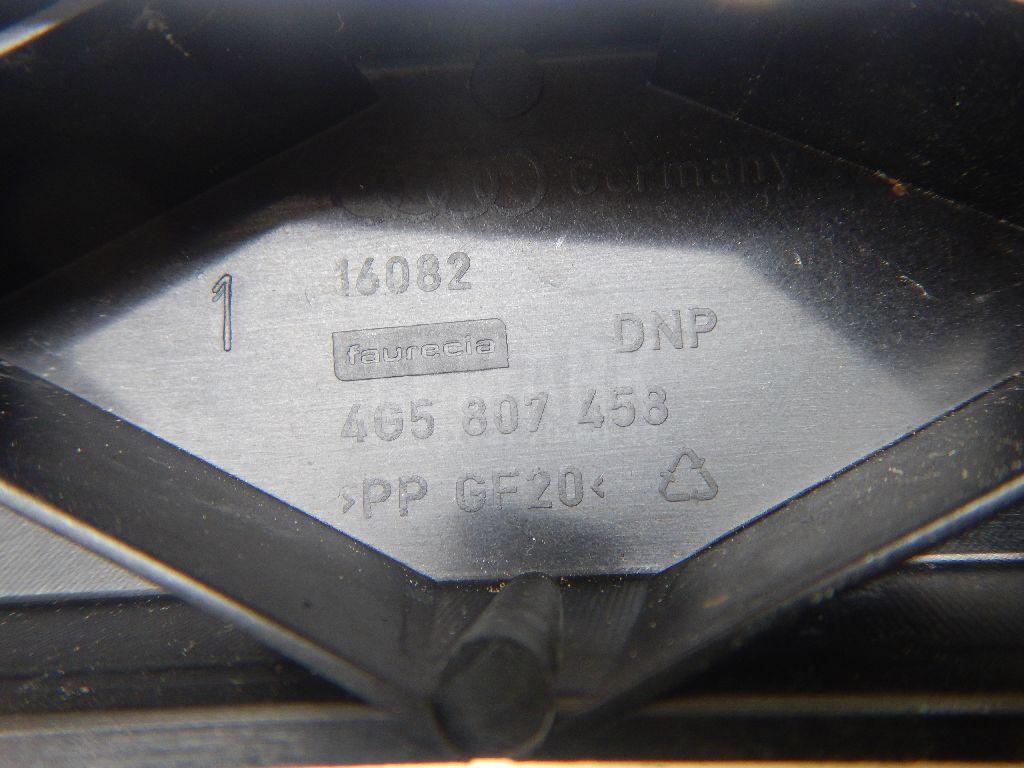 Germany
1
16082
faurecia
DNP
4G5 807 458
>PP GF20<